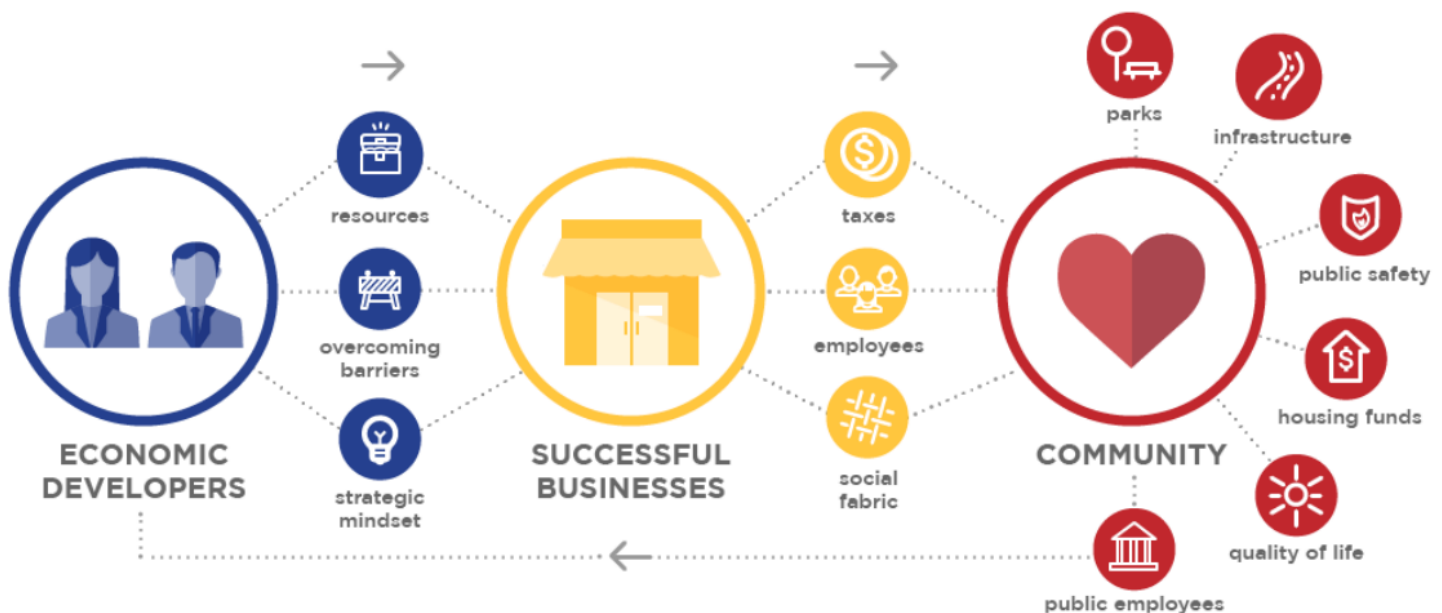 parks
infrastructure
resources
taxes
public safety
overcoming
barriers
employees
housing funds
ECONOMIC
DEVELOPERS
SUCCESSFUL
BUSINESSES
COMMUNITY
strategic
mindset
social
fabric
quality of life
public employees
$
$